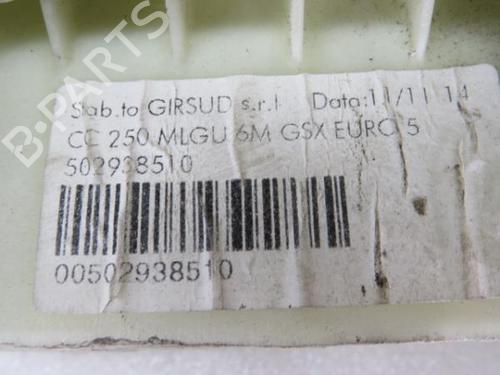 Stab.to GIRSUD s.r.l. Data:11/11 14
CC 250 MLGU 6M GSX EURO 5
502938510
00502938510
B-PARTS